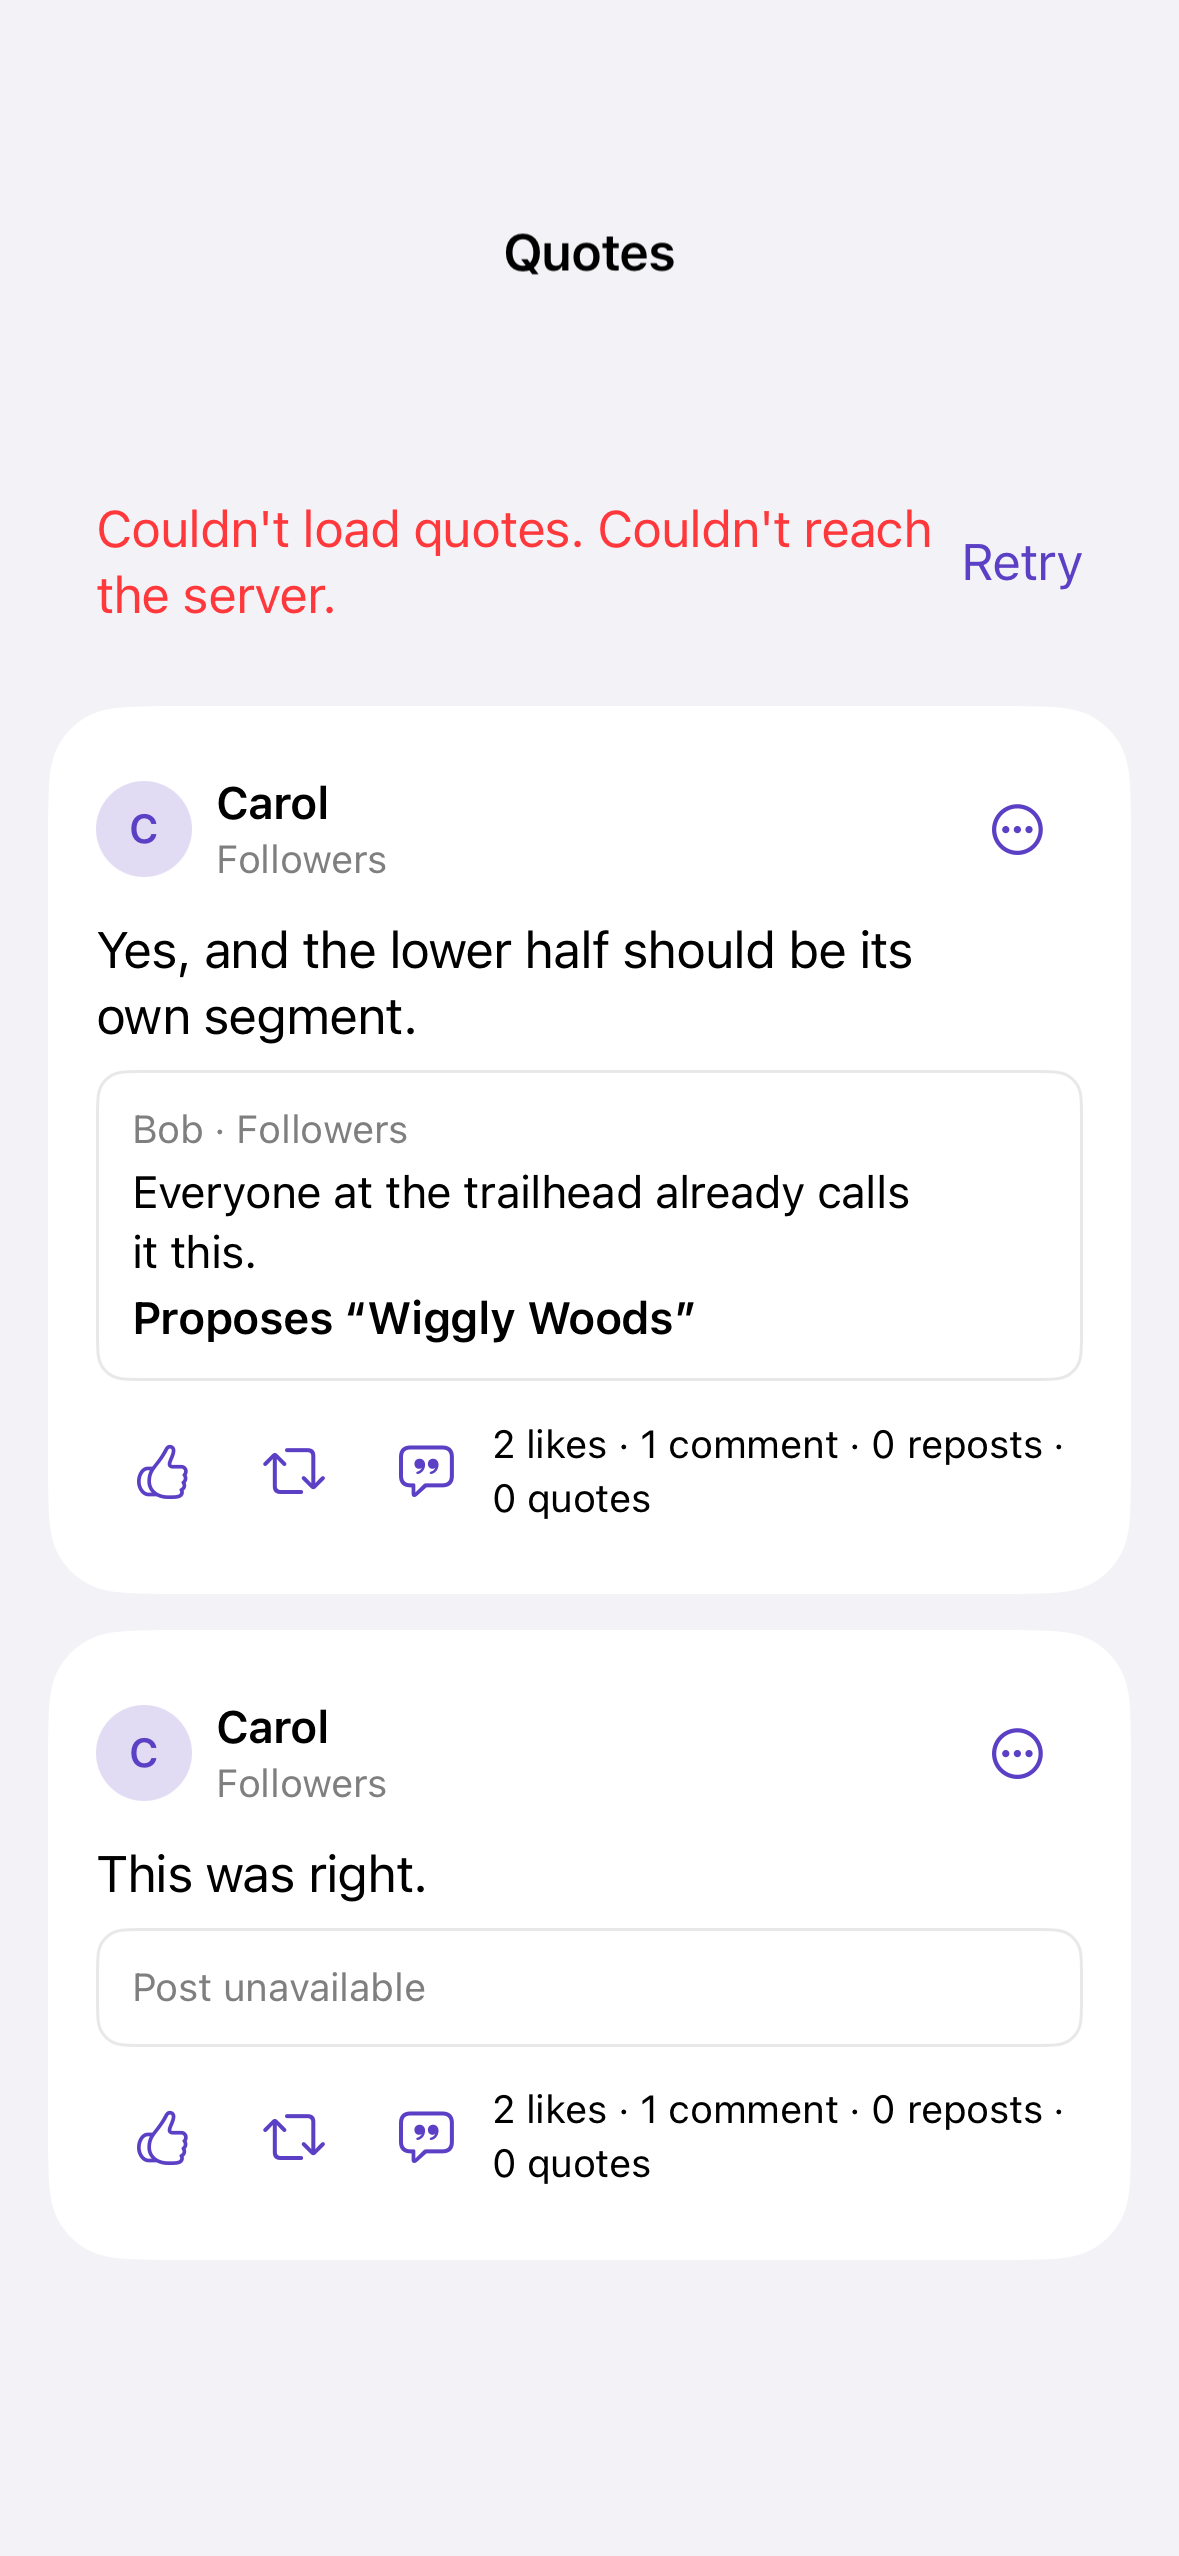 Quotes
Couldn't load quotes. Couldn't reach
the server.
Retry
C
Carol
Followers
Yes, and the lower half should be its
own segment.
Bob · Followers
Everyone at the trailhead already calls
it this.
Proposes “Wiggly Woods”
2 likes · 1 comment · 0 reposts ·
0 quotes
C
Carol
Followers
This was right.
Post unavailable
2 likes · 1 comment · 0 reposts ·
0 quotes